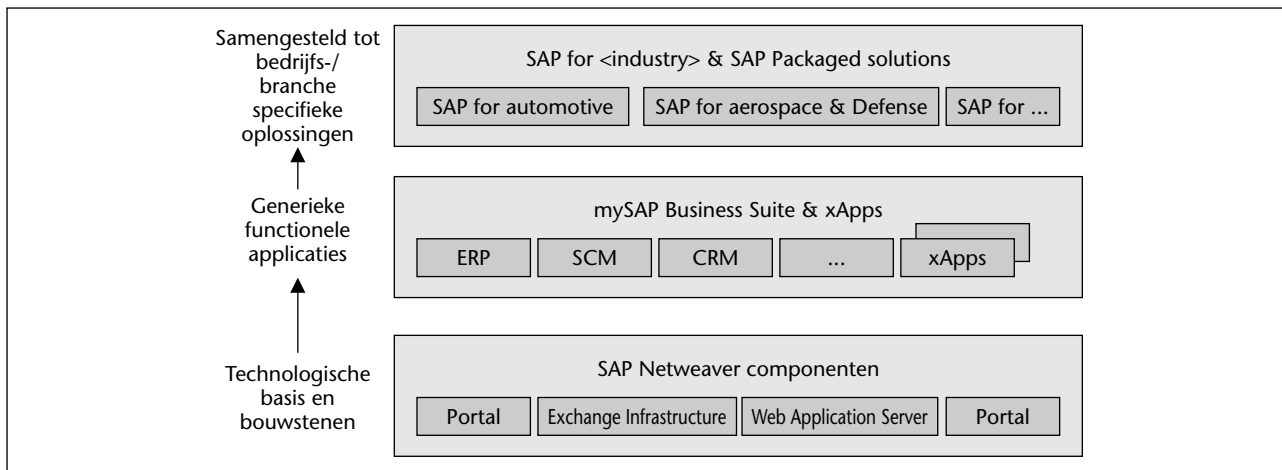 Samengesteld tot
bedrijfs-/
branche
specifieke
oplossingen
SAP for <industry> & SAP Packaged solutions
SAP for automotive
SAP for aerospace & Defense
SAP for ...
Generieke
functionele
applicaties
mySAP Business Suite & xApps
ERP
SCM
CRM
...
xApps
Technologische
basis en
bouwstenen
SAP Netweaver componenten
Portal
Exchange Infrastructure
Web Application Server
Portal